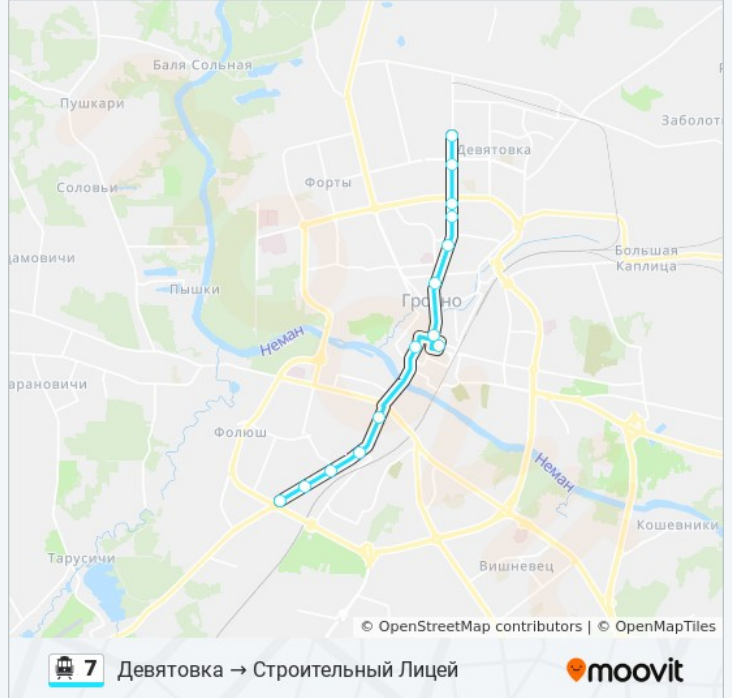 Баля Сольная
Пушкари
Заболоть
Девятовка
Форты
Соловьи
Большая
Каплица
дамовичи
Пышки
Гродно
Неман
арановичи
Фолюш
Неман
Кошевники
Тарусичи
Вишневец
© OpenStreetMap contributors | © OpenMapTiles
7 Девятовка → Строительный Лицей moovit